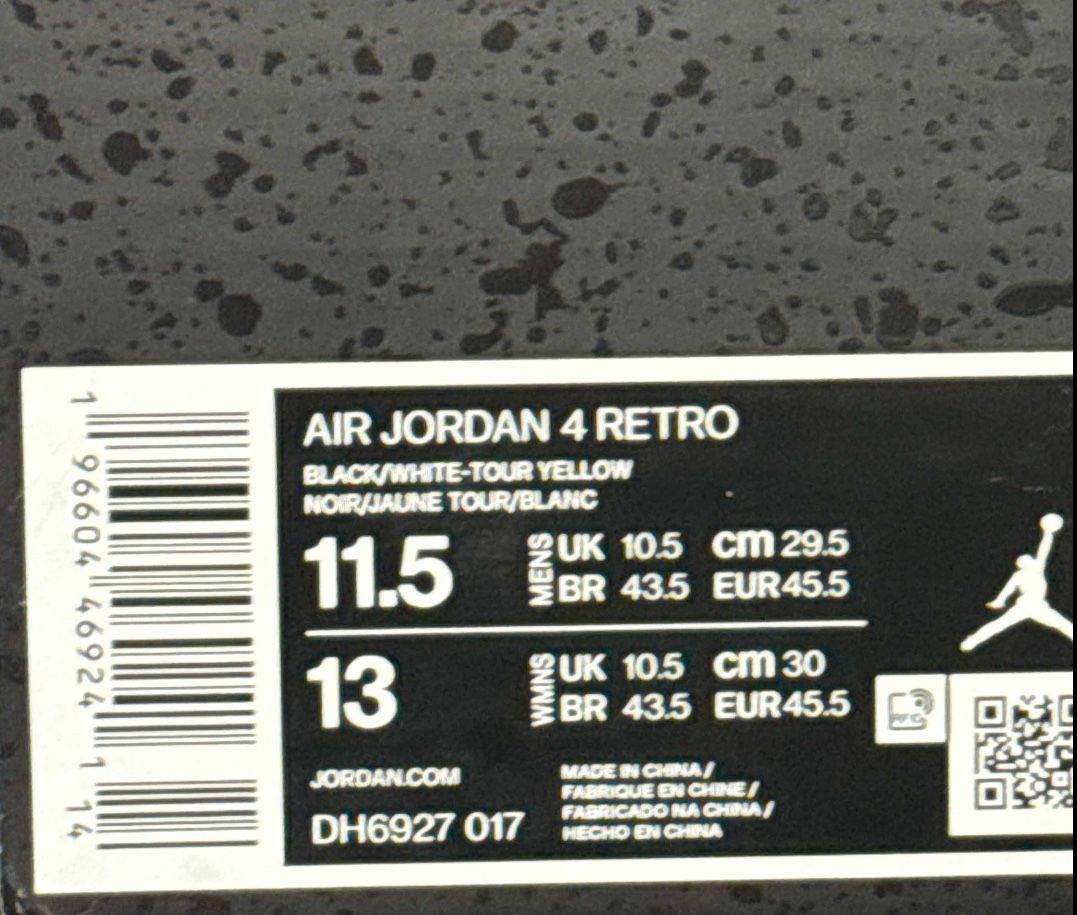 AIR JORDAN 4 RETRO
BLACK/WHITE-TOUR YELLOW
NOIR/JAUNE TOUR/BLANC
11.5
MENS
UK 10.5 cm 29.5
BR 43.5 EUR 45.5
13
WMNS
UK 10.5 cm 30
BR 43.5 EUR 45.5
JORDAN.COM
DH6927 017
MADE IN CHINA /
FABRIQUE EN CHINE /
FABRICADO NA CHINA /
HECHO EN CHINA
1 96604 46924 1 14